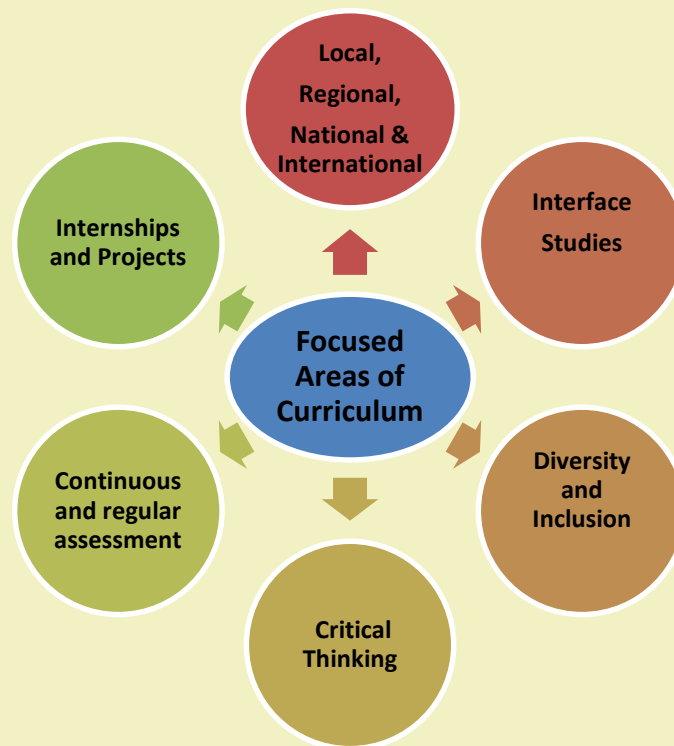 Local,
Regional,
National &
International
Interface
Studies
Diversity
and
Inclusion
Critical
Thinking
Continuous
and regular
assessment
Internships
and Projects
Focused
Areas of
Curriculum